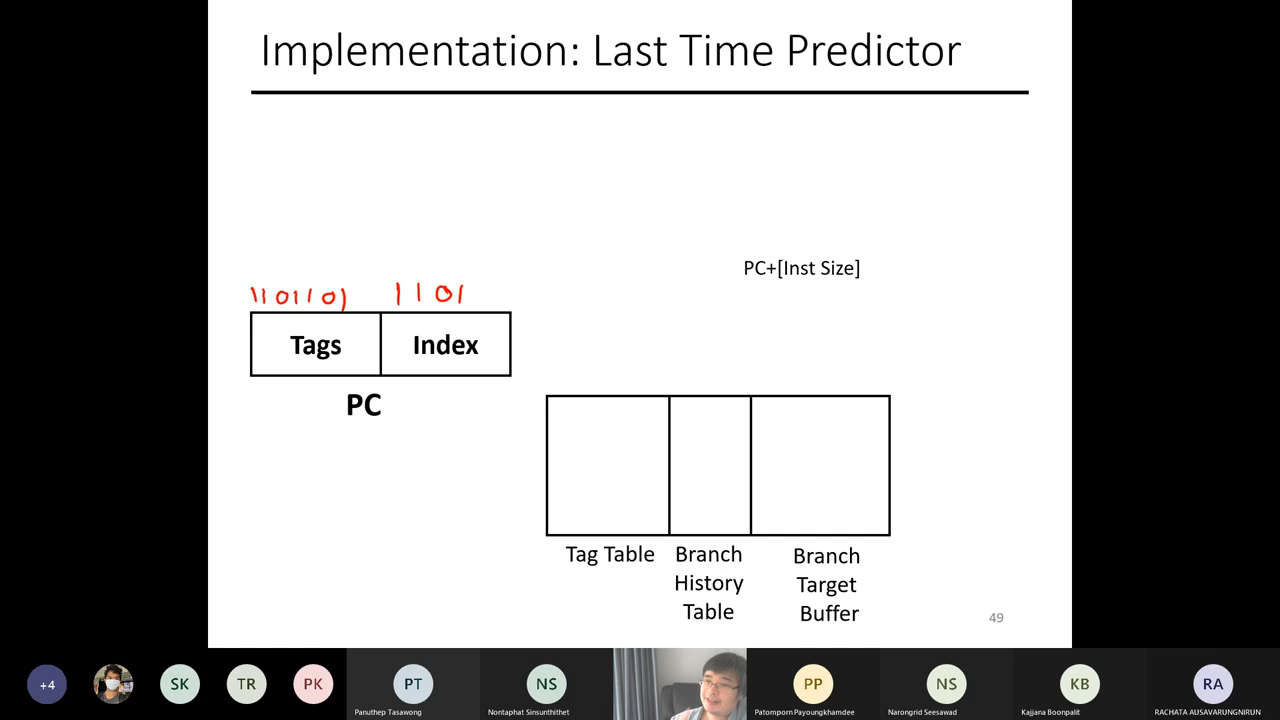 Implementation: Last Time Predictor
PC+[Inst Size]
1101101 1101
Tags Index
PC
Tag Table
Branch
History
Table
Branch
Target
Buffer
49
+4
SK
TR
PK
PT
Panuthep Tasawong
NS
Nontaphat Sinsunthithet
PP
Patomporn Payoungkhamdee
NS
Narongrid Seesawad
KB
Kajjana Boonpalit
RA
RACHATA AUSAVARUNGNIRUN